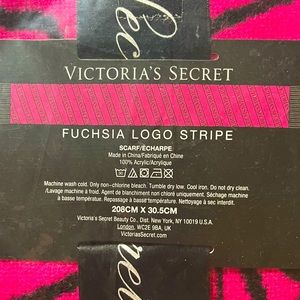 ec
VICTORIA'S SECRET
FUCHSIA LOGO STRIPE
SCARF/ÉCHARPE
Made in China/Fabriqué en Chine
100% Acrylic/Acrylique
Machine wash cold. Only non-chlorine bleach. Tumble dry low. Cool iron. Do not dry clean.
/Lavage machine à froid. Agent de blanchiment non chloré uniquement. Séchage machine
à basse température. Repassage à basse température. Nettoyage à sec interdit.
208CM X 30.5CM
Victoria's Secret Beauty Co., Dist. New York, NY 10019 U.S.A.
London, WC2E 9BA, UK
VictoriasSecret.com
ret